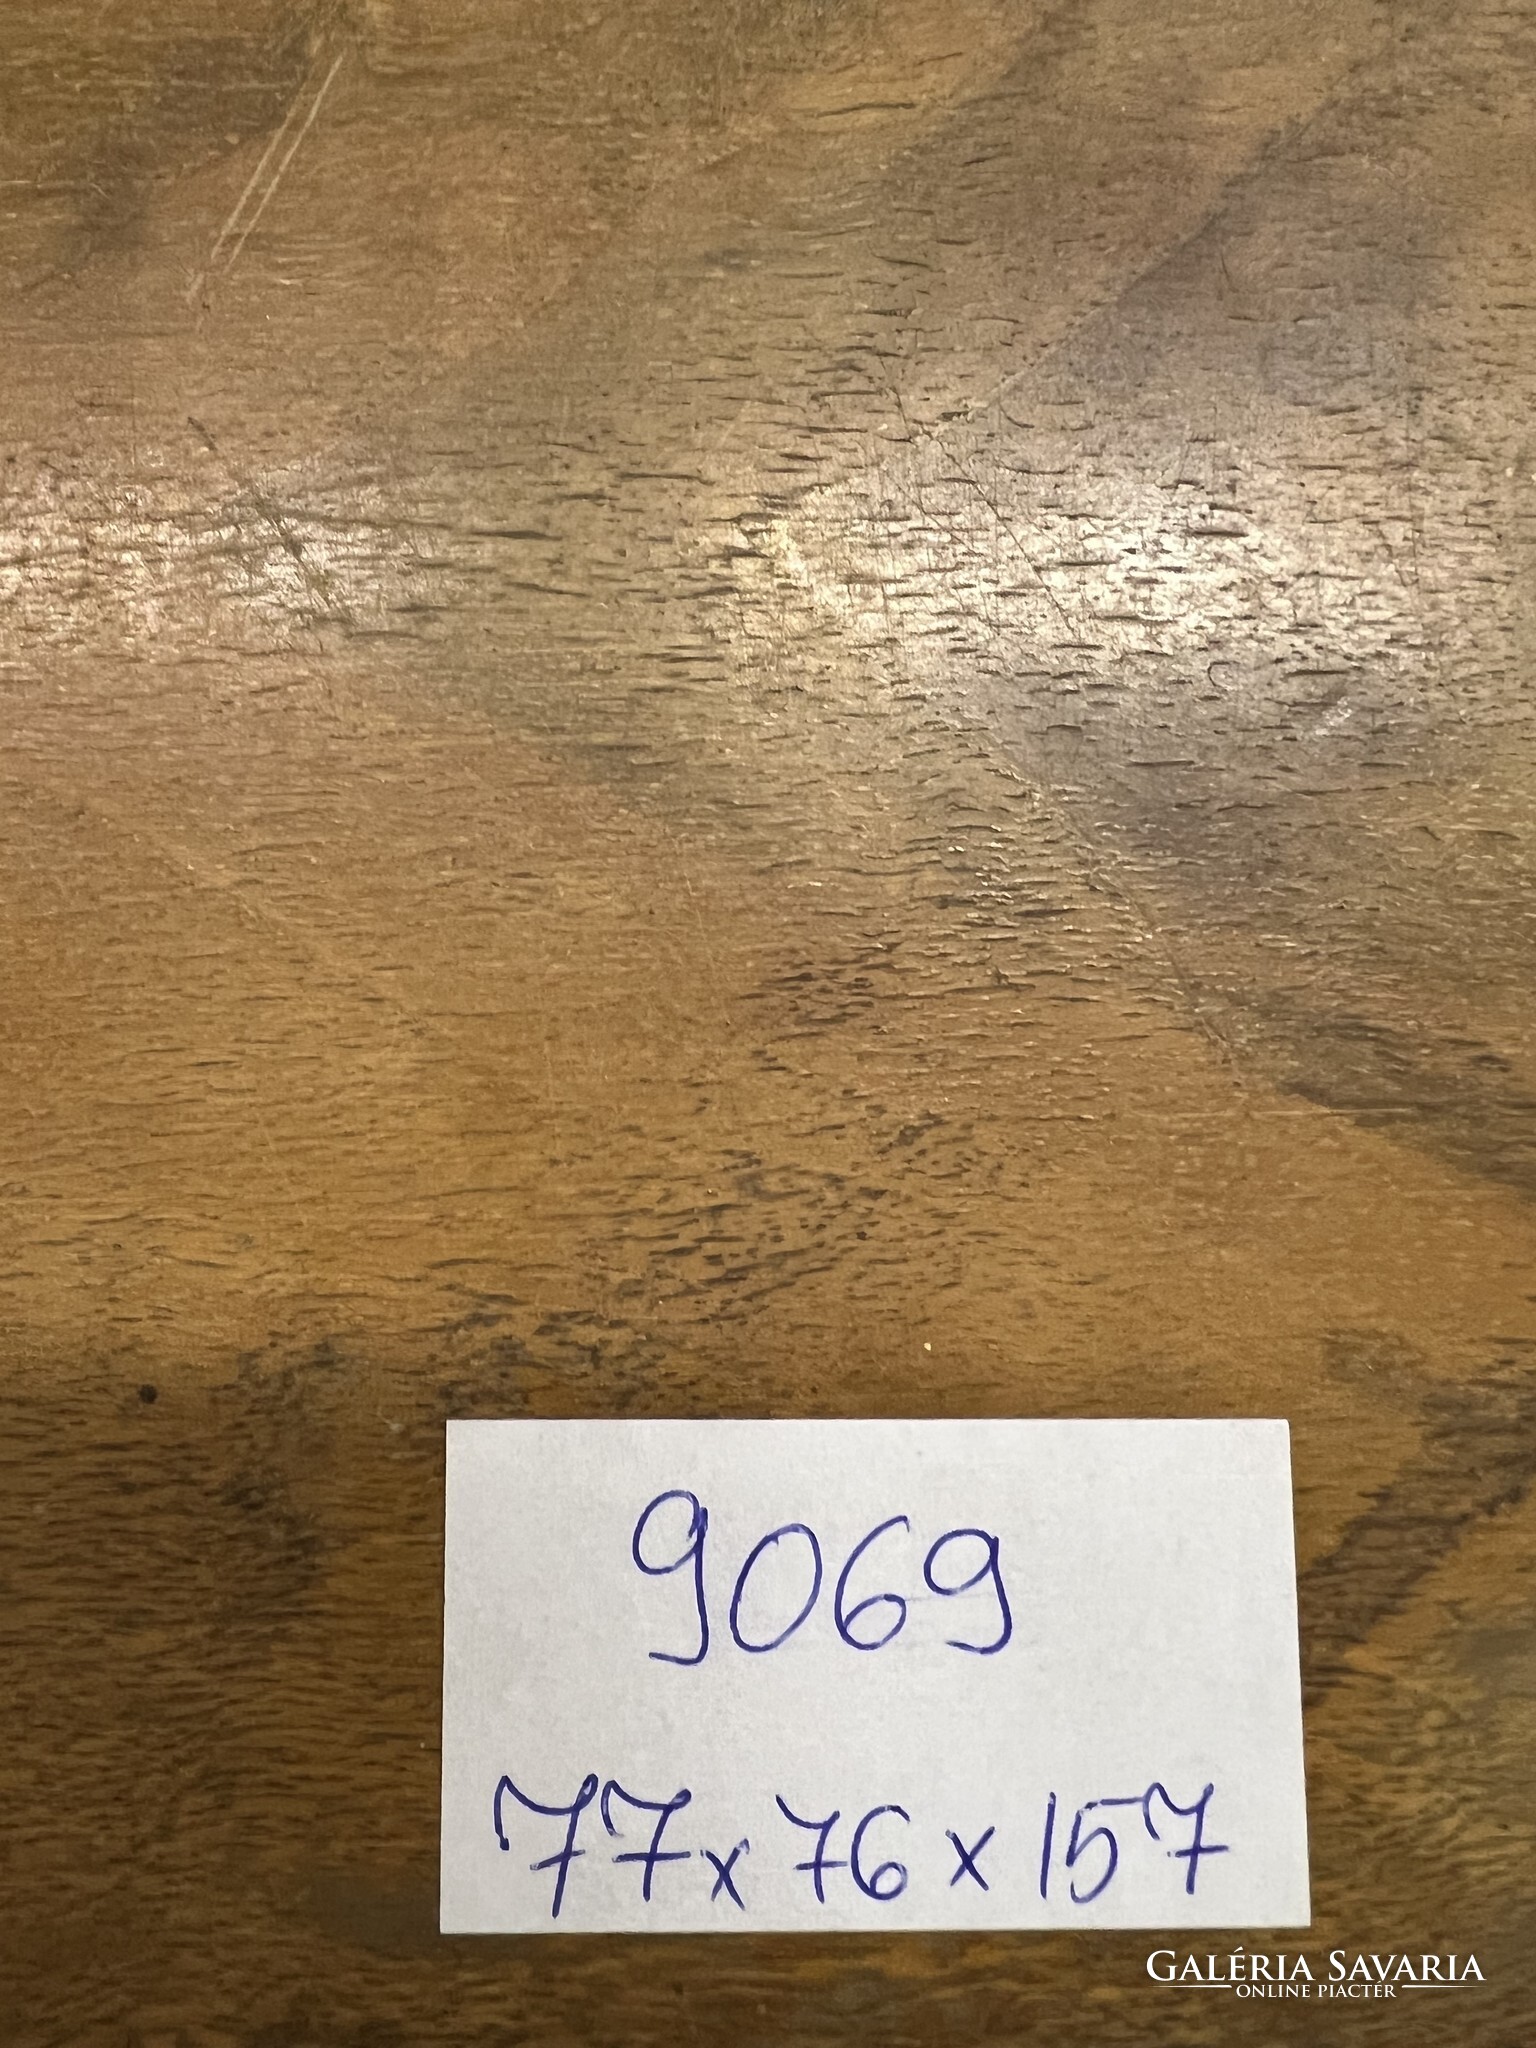 9069
77x76x157
GALÉRIA SAVARIA
ONLINE PIACTÉR